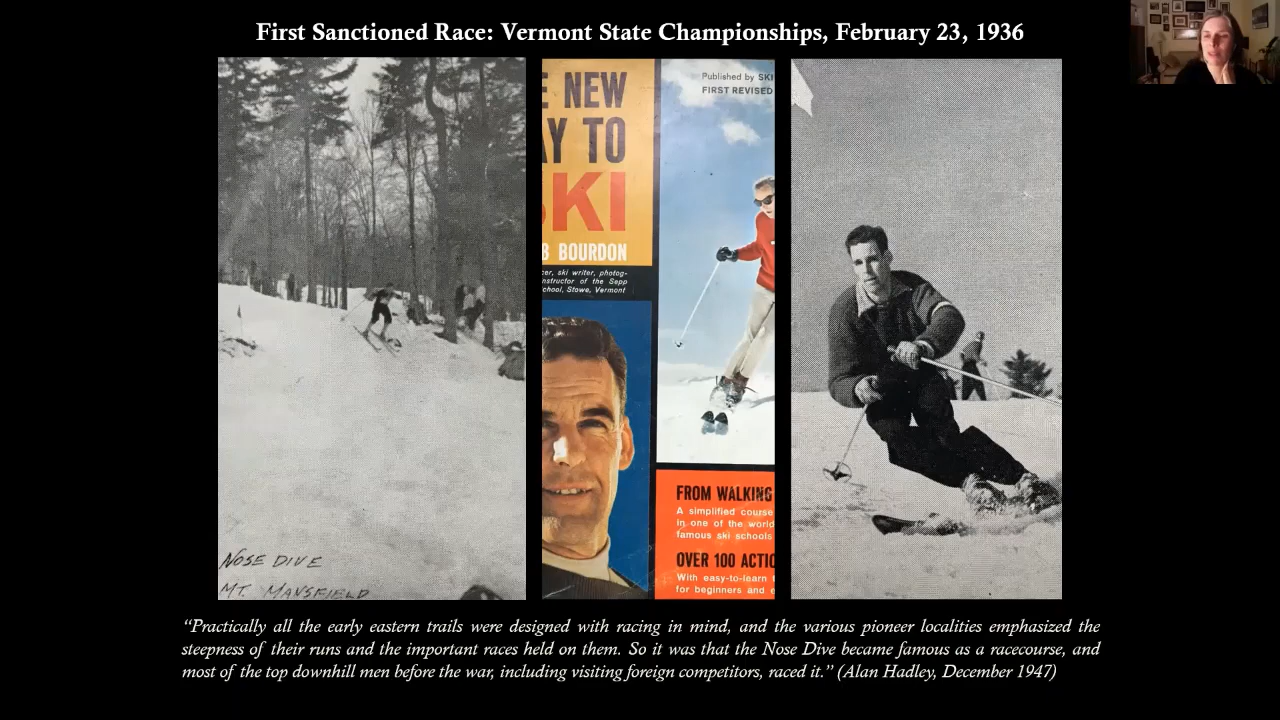 First Sanctioned Race: Vermont State Championships, February 23, 1936
NOSE DIVE
MT. MANSFIELD
E NEW
AY TO
SKI
B BOURDON
cer, ski writer, photog-
nstructor of the Sepp
chool, Stowe, Vermont
Published by SKI
FIRST REVISED
FROM WALKING
A simplified course
in one of the world
famous ski schools
OVER 100 ACTIO
With easy-to-learn t
for beginners and e
“Practically all the early eastern trails were designed with racing in mind, and the various pioneer localities emphasized the
steepness of their runs and the important races held on them. So it was that the Nose Dive became famous as a racecourse, and
most of the top downhill men before the war, including visiting foreign competitors, raced it.” (Alan Hadley, December 1947)